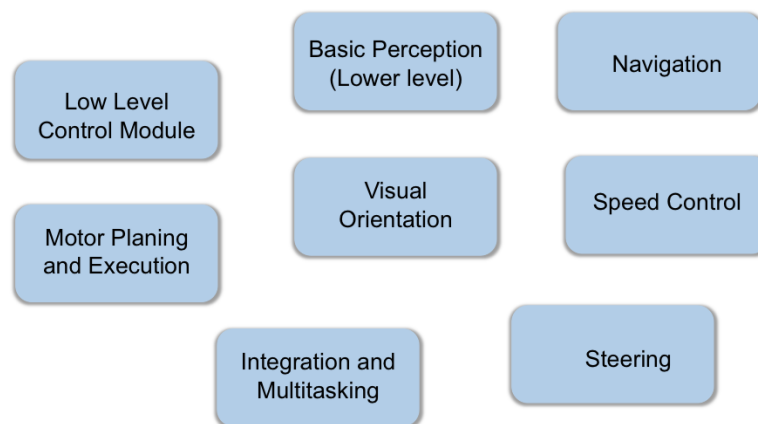 Basic Perception
(Lower level)
Navigation
Low Level
Control Module
Visual
Orientation
Speed Control
Motor Planing
and Execution
Integration and
Multitasking
Steering